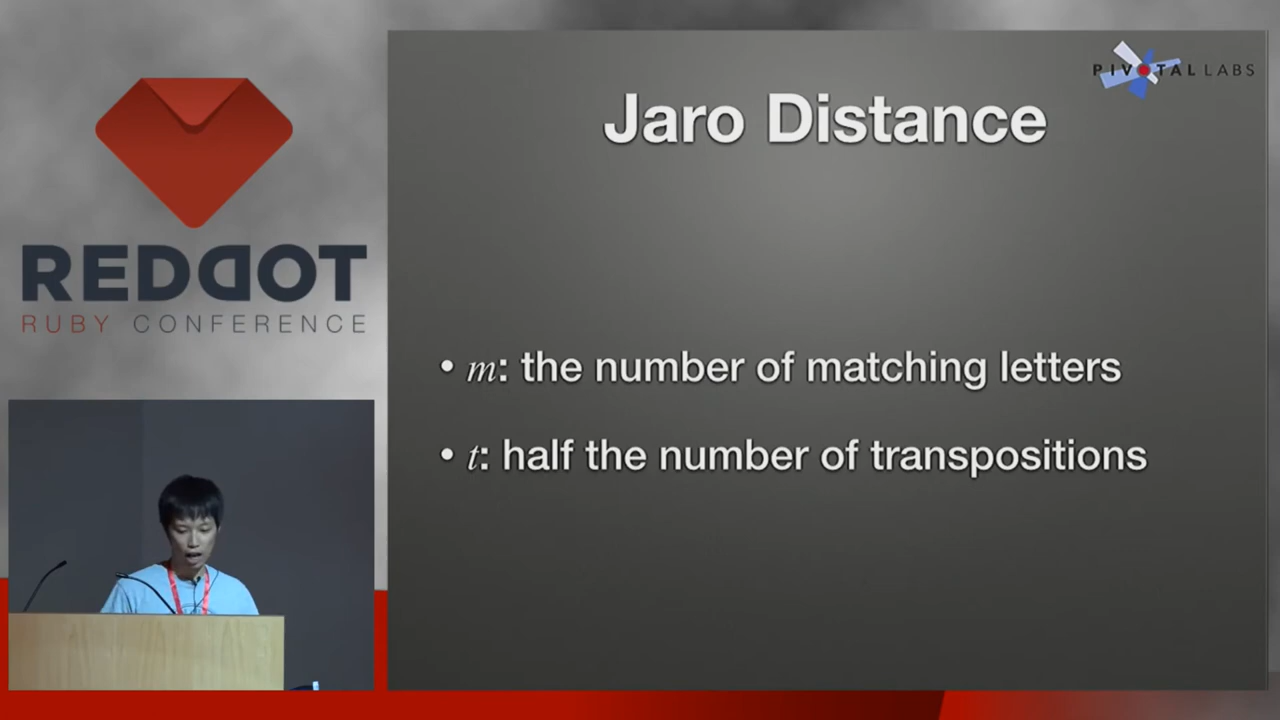 PIVOTAL LABS
Jaro Distance
REDDOT
RUBY CONFERENCE
• m: the number of matching letters
• t: half the number of transpositions